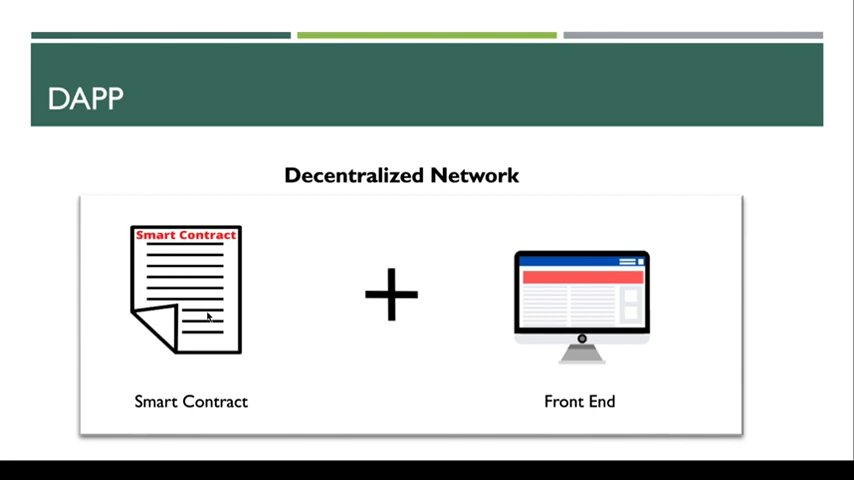 DAPP
Decentralized Network
Smart Contract
Smart Contract
Front End